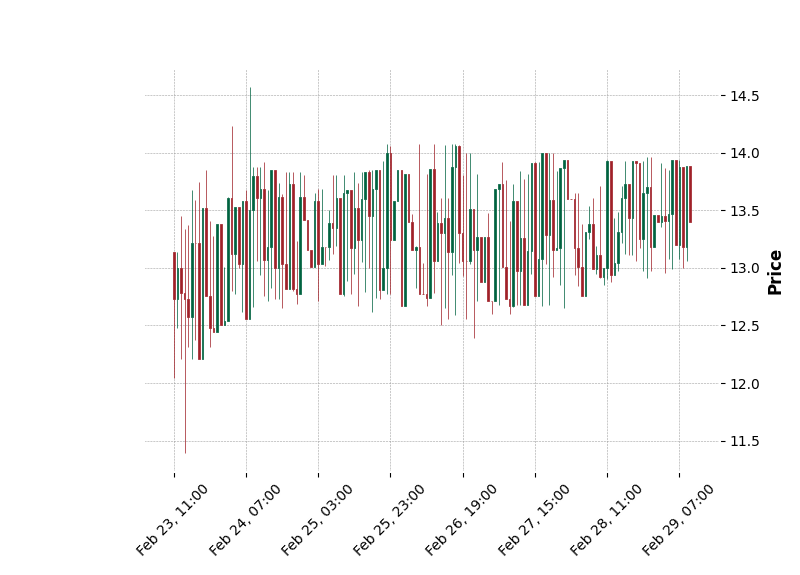 14.5
14.0
13.5
13.0
12.5
12.0
11.5
Price
Feb 23, 11:00
Feb 24, 07:00
Feb 25, 03:00
Feb 25, 23:00
Feb 26, 19:00
Feb 27, 15:00
Feb 28, 11:00
Feb 29, 07:00